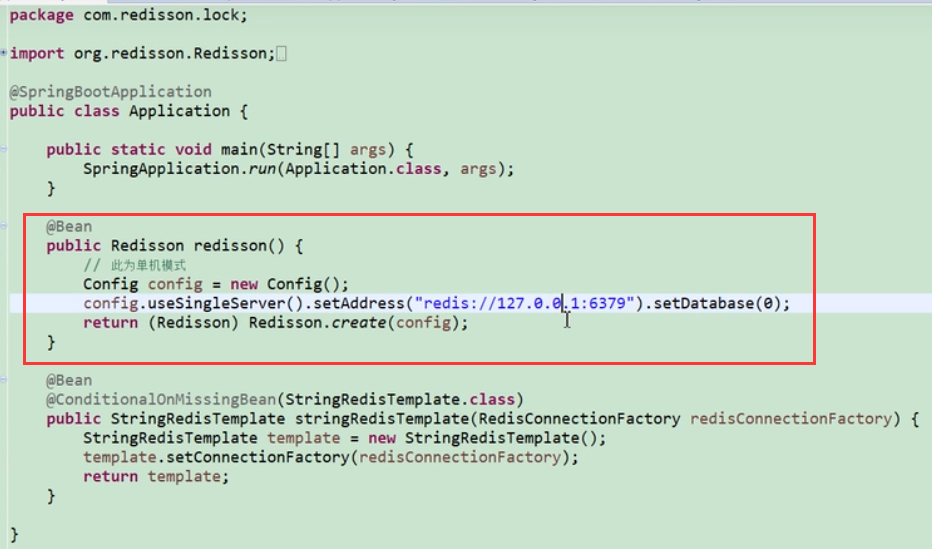 package com.redisson.lock;
import org.redisson.Redisson;
@SpringBootApplication
public class Application {
public static void main(String[] args) {
SpringApplication.run(Application.class, args);
}
@Bean
public Redisson redisson() {
// 此为单机模式
Config config = new Config();
config.useSingleServer().setAddress("redis://127.0.0.1:6379").setDatabase(0);
return (Redisson) Redisson.create(config);
}
@Bean
@ConditionalOnMissingBean(StringRedisTemplate.class)
public StringRedisTemplate stringRedisTemplate(RedisConnectionFactory redisConnectionFactory) {
StringRedisTemplate template = new StringRedisTemplate();
template.setConnectionFactory(redisConnectionFactory);
return template;
}
}